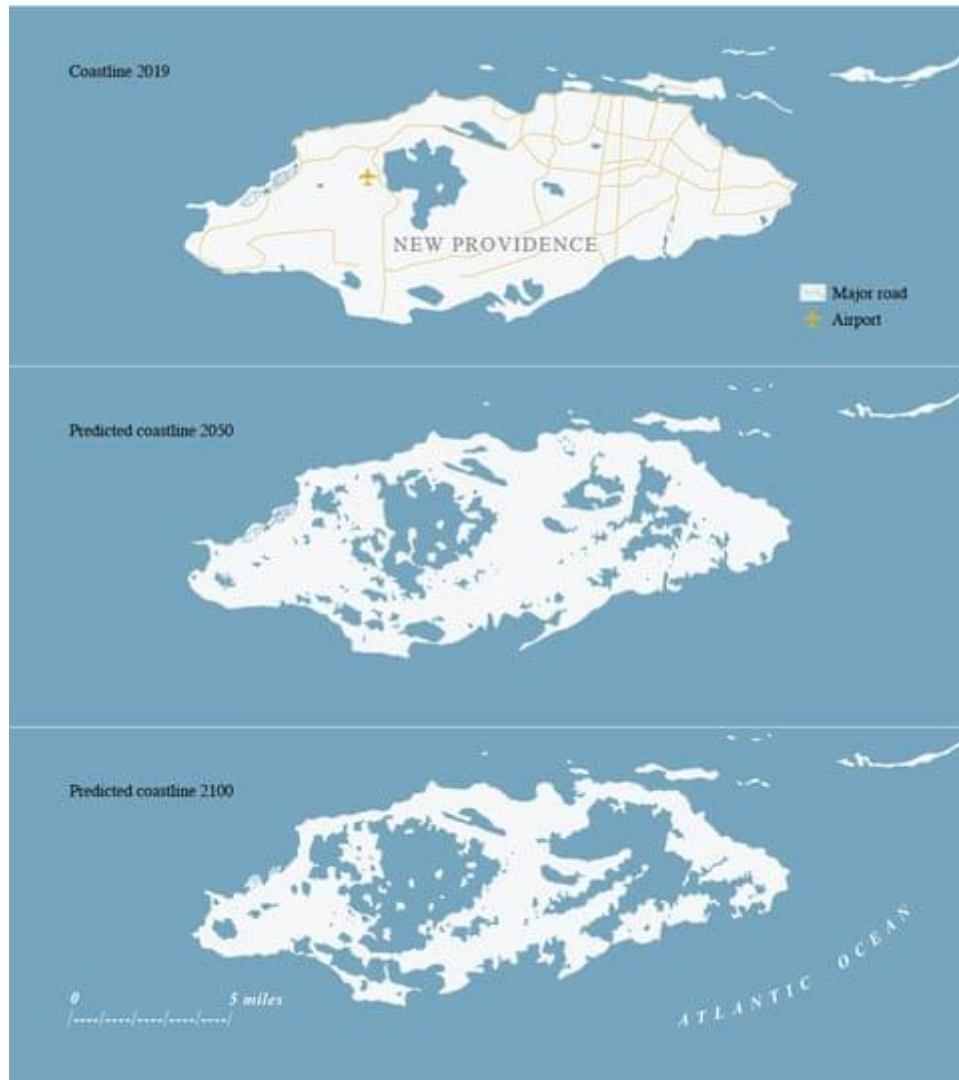 Coastline 2019
NEW PROVIDENCE
Major road
Airport
Predicted coastline 2050
Predicted coastline 2100
0 5 miles
ATLANTIC OCEAN